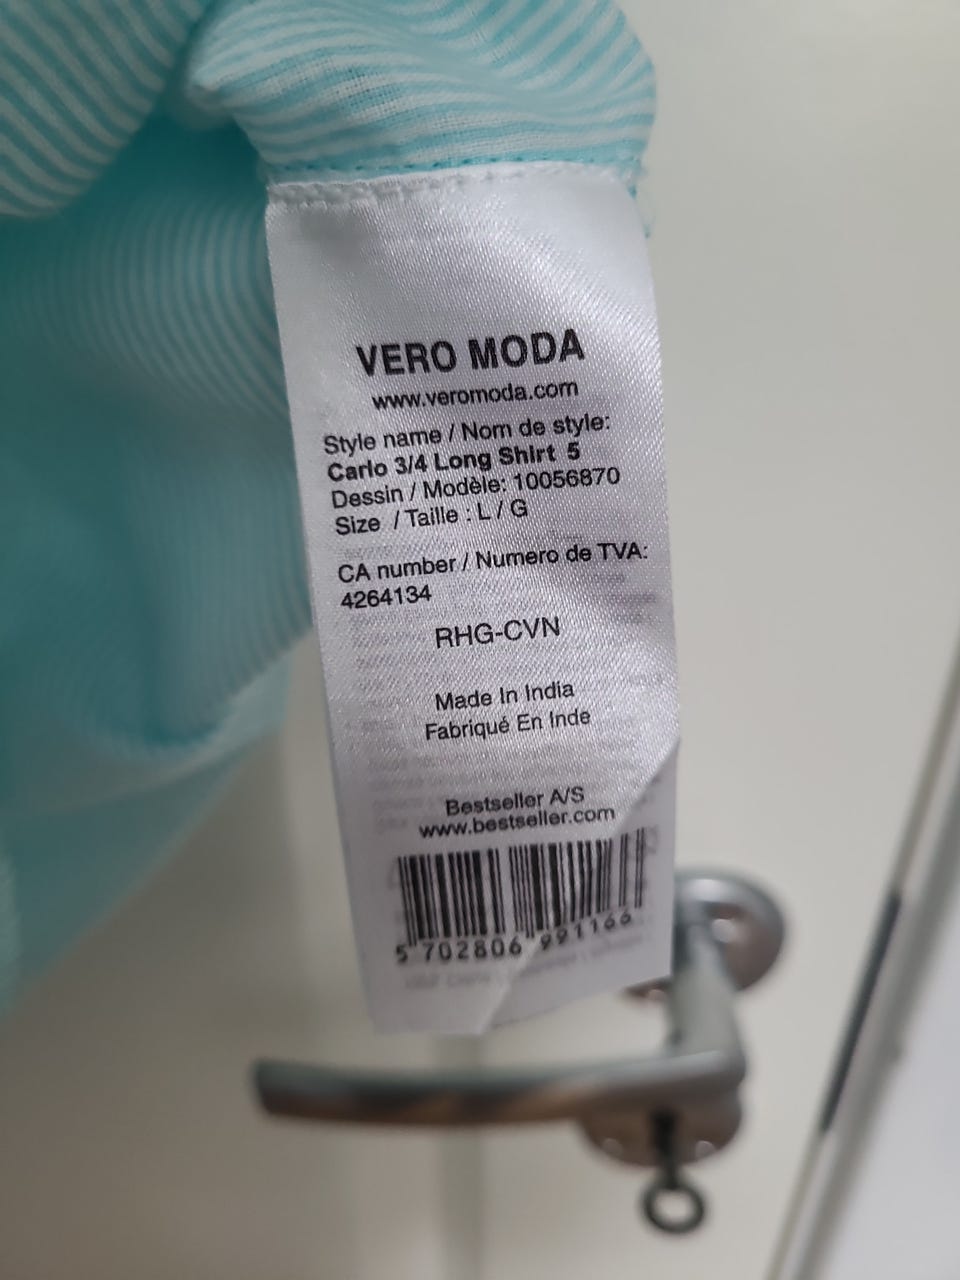 VERO MODA
www.veromoda.com
Style name / Nom de style:
Carlo 3/4 Long Shirt 5
Dessin / Modèle: 10056870
Size / Taille : L / G
CA number / Numero de TVA:
4264134
RHG-CVN
Made In India
Fabriqué En Inde
Bestseller A/S
www.bestseller.com
5 702806 991166